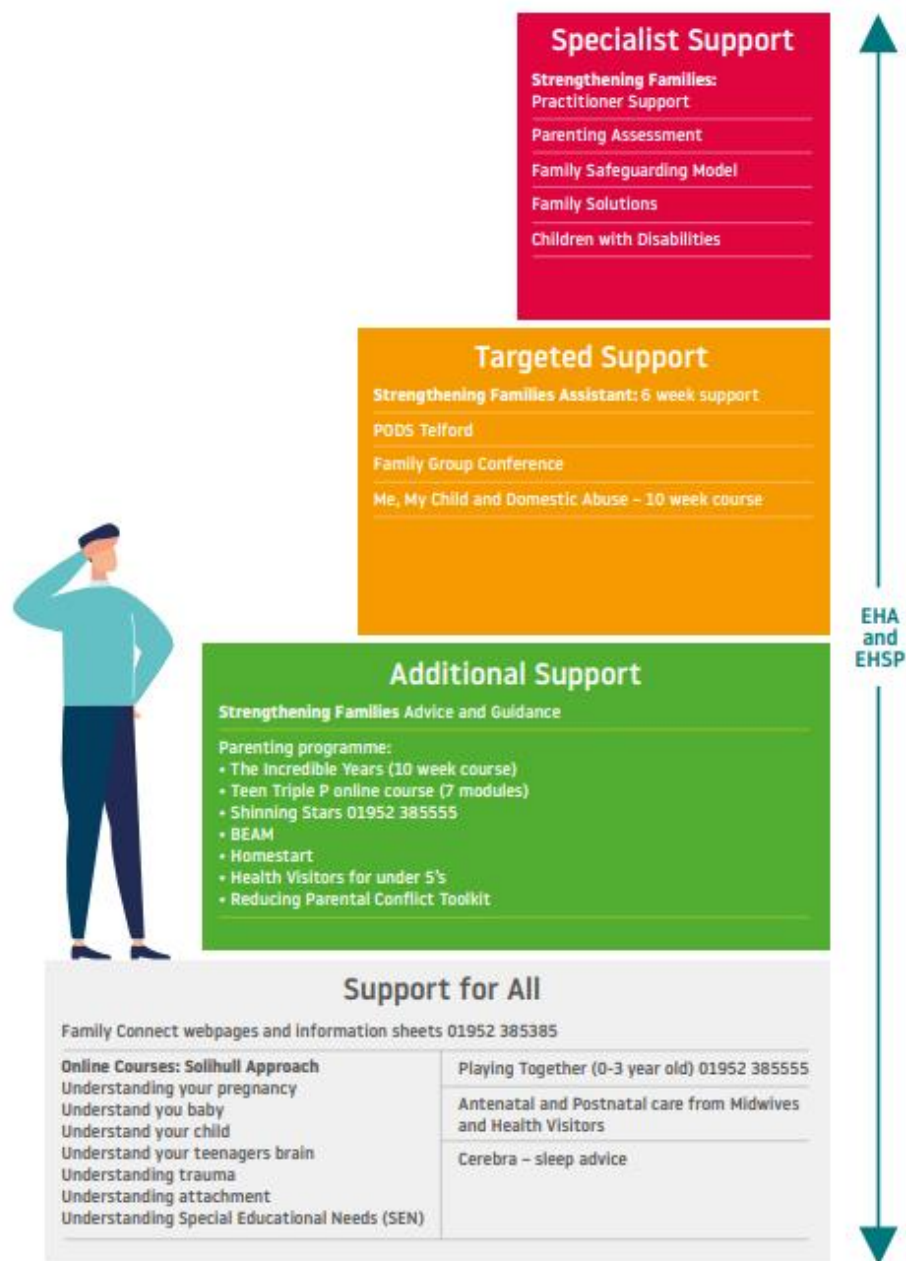 Specialist Support
Strengthening Families:
Practitioner Support
Parenting Assessment
Family Safeguarding Model
Family Solutions
Children with Disabilities
Targeted Support
Strengthening Families Assistant: 6 week support
PODS Telford
Family Group Conference
Me, My Child and Domestic Abuse – 10 week course
EHA
and
EHSP
Additional Support
Strengthening Families Advice and Guidance
Parenting programme:
• The Incredible Years (10 week course)
• Teen Triple P online course (7 modules)
• Shinning Stars 01952 385555
• BEAM
• Homestart
• Health Visitors for under 5's
• Reducing Parental Conflict Toolkit
Support for All
Family Connect webpages and information sheets 01952 385385
Online Courses: Solihull Approach
Understanding your pregnancy
Understand you baby
Understand your child
Understand your teenagers brain
Understanding trauma
Understanding attachment
Understanding Special Educational Needs (SEN)
Playing Together (0-3 year old) 01952 385555
Antenatal and Postnatal care from Midwives
and Health Visitors
Cerebra – sleep advice